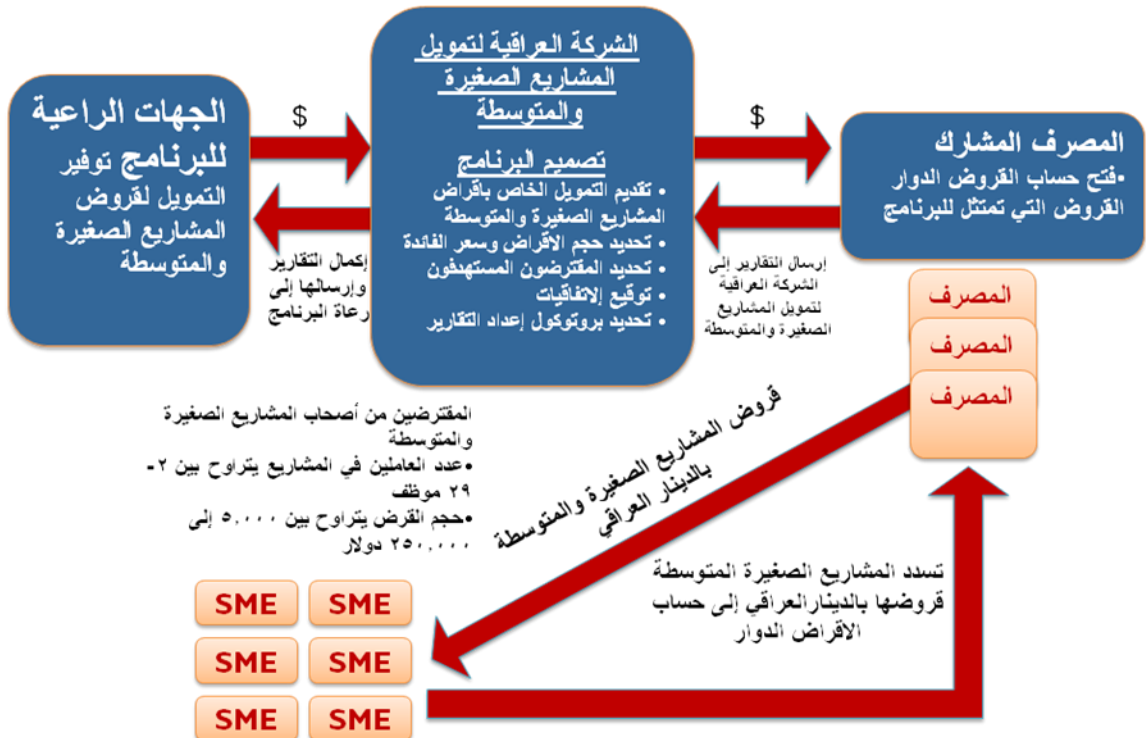 الجهات الراعية
للبرنامج توفير
التمويل لقروض
المشاريع الصغيرة
والمتوسطة
$
إكمال التقارير
وإرسالها إلى
رعاة البرنامج
الشركة العراقية لتمويل
المشاريع الصغيرة
والمتوسطة
تصميم البرنامج
• تقديم التمويل الخاص باقراض
المشاريع الصغيرة والمتوسطة
• تحديد حجم الاقراض وسعر الفائدة
• تحديد المقترضون المستهدفون
• توقيع الاتفاقيات
• تحديد بروتوكول إعداد التقارير
$
إرسال التقارير إلى
الشركة العراقية
لتمويل المشاريع
الصغيرة والمتوسطة
المصرف المشارك
•فتح حساب القروض الدوار
القروض التي تمتثل للبرنامج
المصرف
المصرف
المصرف
قروض المشاريع الصغيرة والمتوسطة
بالدينار العراقي
المقترضين من أصحاب المشاريع الصغيرة
والمتوسطة
•عدد العاملين في المشاريع يتراوح بين ٢-
٢٩ موظف
•حجم القرض يتراوح بين ٥,٠٠٠ إلى
٢٥٠,٠٠٠ دولار
تسدد المشاريع الصغيرة المتوسطة
قروضها بالدينارالعراقي إلى حساب
الاقراض الدوار
SME SME
SME SME
SME SME